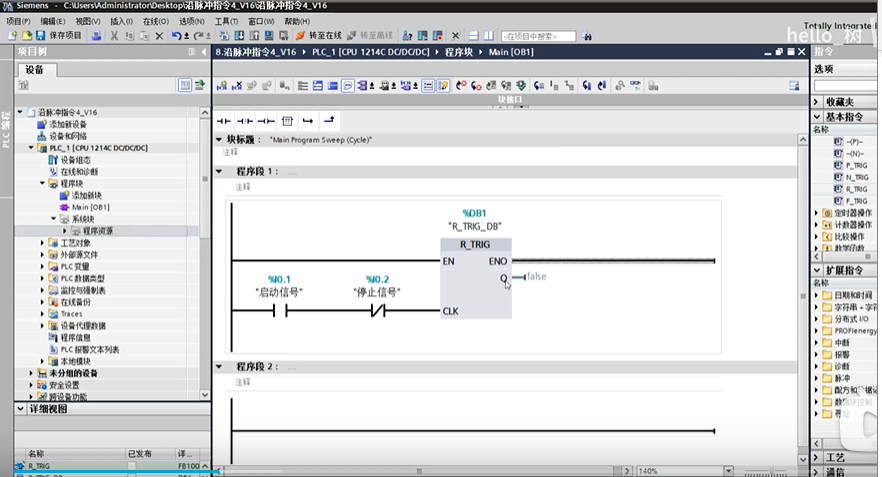 Siemens - C:\Users\Administrator\Desktop\沿脉冲指令4_V16\沿脉冲指令4_V16
项目(P) 编辑(E) 视图(V) 插入(I) 在线(O) 选项(N) 工具(T) 窗口(W) 帮助(H)
Totally Integrated
保存项目 转至在线 转至离线 <在项目中搜索>
hello_树
项目树
8.沿脉冲指令4_V16 ▸ PLC_1 [CPU 1214C DC/DC/DC] ▸ 程序块 ▸ Main [OB1]
指令
设备
选项
PLC 编程
块接口
沿脉冲指令4_V16
添加新设备
设备和网络
PLC_1 [CPU 1214C DC/DC/DC]
设备组态
在线和诊断
程序块
添加新块
Main [OB1]
系统块
程序资源
工艺对象
外部源文件
PLC 变量
PLC 数据类型
监控与强制表
在线备份
Traces
设备代理数据
程序信息
PLC 报警文本列表
本地模块
未分组的设备
安全设置
跨设备功能
详细视图
名称 已发布 详...
R_TRIG FB100
块标题: "Main Program Sweep (Cycle)"
注释
程序段 1: ......
注释
%DB1
"R_TRIG_DB"
R_TRIG
EN ENO
%I0.1 %I0.2
"启动信号" "停止信号"
Q false
CLK
程序段 2: ......
注释
140%
收藏夹
基本指令
名称
-(P)-
-(N)-
P_TRIG
N_TRIG
R_TRIG
F_TRIG
定时器操作
计数器操作
比较操作
数学函数
扩展指令
名称
日期和时间
字符串 + 字符
分布式 I/O
PROFIenergy
中断
报警
诊断
脉冲
工艺
通信